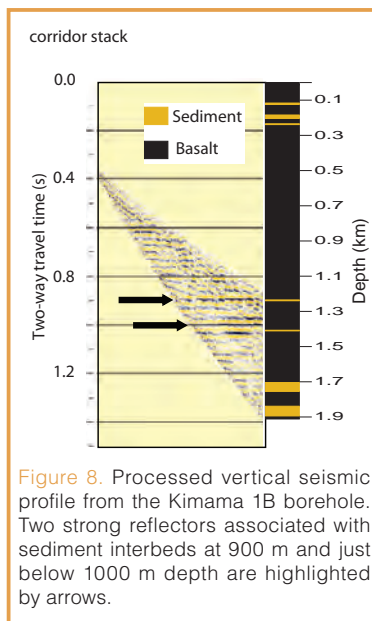 corridor stack
0.0
0.4
0.8
1.2
Two-way travel time (s)
Sediment
Basalt
0.1
0.3
0.5
0.7
0.9
1.1
1.3
1.5
1.7
1.9
Depth (km)
Figure 8. Processed vertical seismic
profile from the Kimama 1B borehole.
Two strong reflectors associated with
sediment interbeds at 900 m and just
below 1000 m depth are highlighted
by arrows.